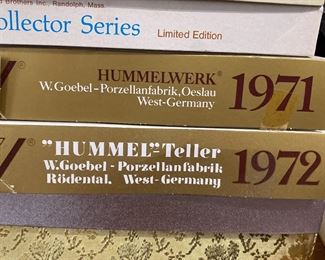 Brothers Inc., Randolph, Mass.
ollector Series Limited Edition
HUMMELWERK®
W. Goebel - Porzellanfabrik, Oeslau
West-Germany
1971
"HUMMEL"-Teller
W. Goebel - Porzellanfabrik
Rödental, West-Germany
1972